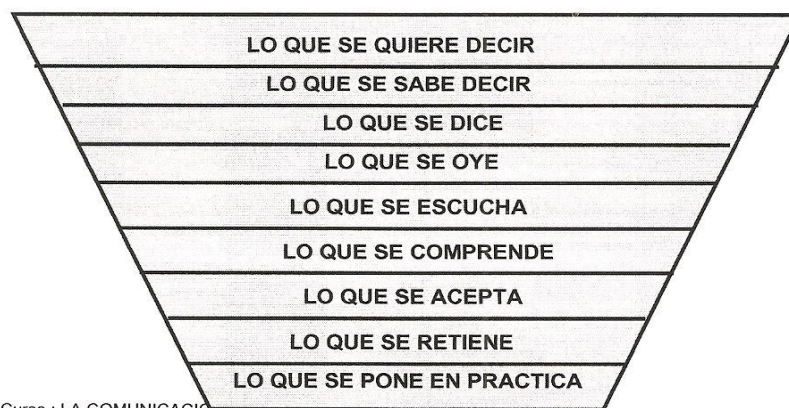 LO QUE SE QUIERE DECIR
LO QUE SE SABE DECIR
LO QUE SE DICE
LO QUE SE OYE
LO QUE SE ESCUCHA
LO QUE SE COMPRENDE
LO QUE SE ACEPTA
LO QUE SE RETIENE
LO QUE SE PONE EN PRACTICA
Curso : LA